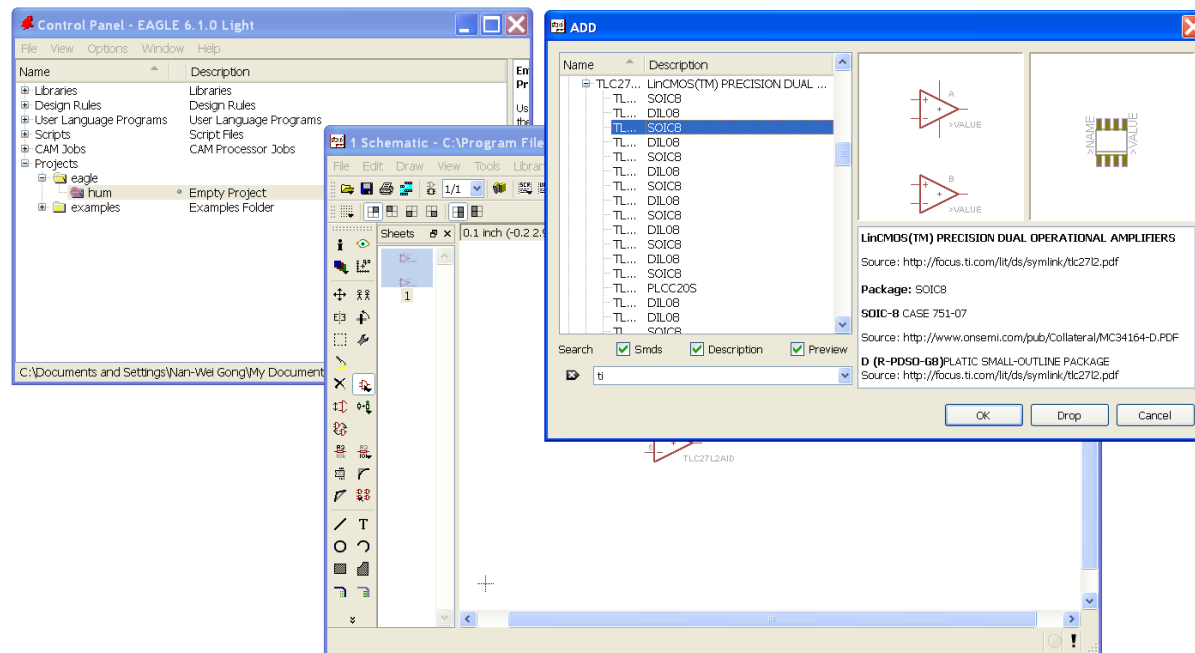 Control Panel - EAGLE 6.1.0 Light
File View Options Window Help
Name Description
Libraries Libraries
Design Rules Design Rules
User Language Programs User Language Programs
Scripts Script Files
CAM Jobs CAM Processor Jobs
Projects
eagle
hum Empty Project
examples Examples Folder
C:\Documents and Settings\Nan-Wei Gong\My Document
1 Schematic - C:\Program File
File Edit Draw View Tools Librar
1/1
Sheets 0.1 inch (-0.2 2.9
1
TLC27L2AID
ADD
Name Description
TLC27... LinCMOS(TM) PRECISION DUAL ...
TL... SOIC8
TL... DIL08
TL... SOIC8
TL... DIL08
TL... SOIC8
TL... DIL08
TL... SOIC8
TL... DIL08
TL... SOIC8
TL... DIL08
TL... SOIC8
TL... DIL08
TL... SOIC8
TL... PLCC20S
TL... DIL08
TL... DIL08
TL... SOIC8
Search Smds Description Preview
ti
A
>VALUE
B
>VALUE
>NAME
>VALUE
LinCMOS(TM) PRECISION DUAL OPERATIONAL AMPLIFIERS
Source: http://focus.ti.com/lit/ds/symlink/tlc27l2.pdf
Package: SOIC8
SOIC-8 CASE 751-07
Source: http://www.onsemi.com/pub/Collateral/MC34164-D.PDF
D (R-PDSO-G8)PLATIC SMALL-OUTLINE PACKAGE
Source: http://focus.ti.com/lit/ds/symlink/tlc27l2.pdf
OK Drop Cancel